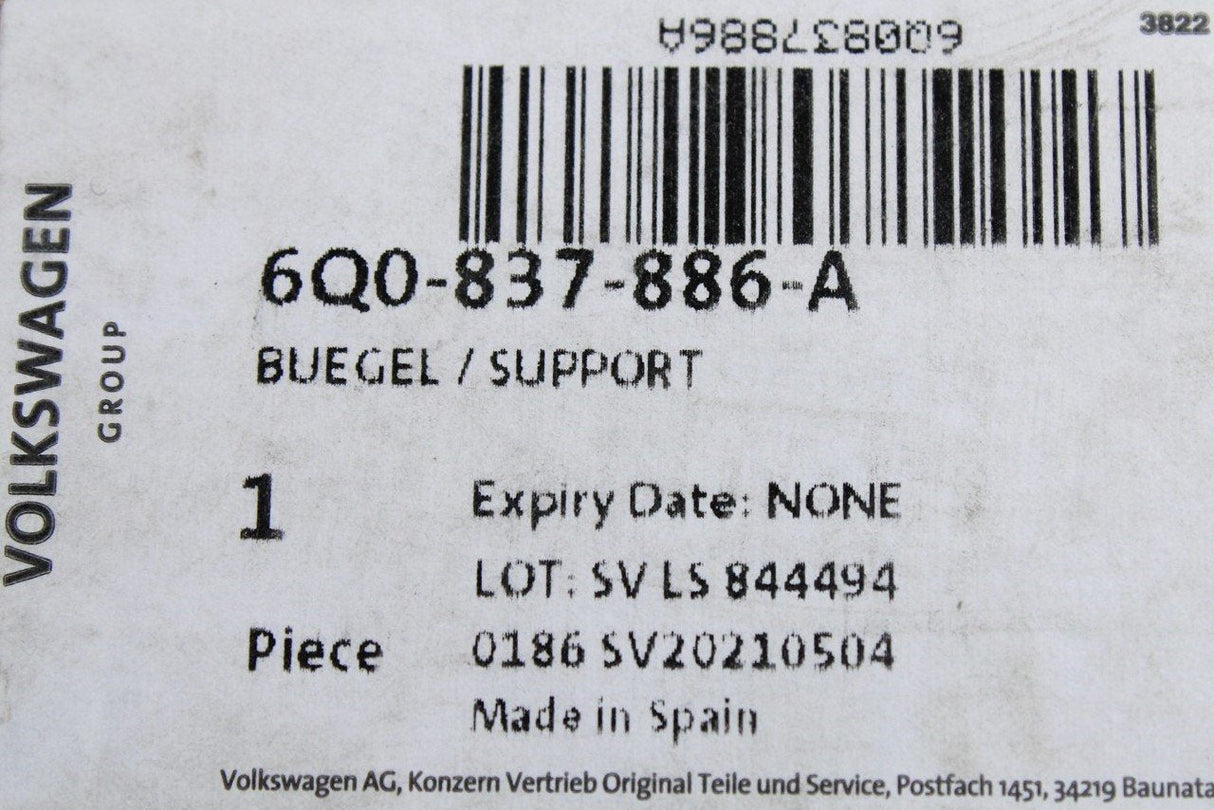 6Q0837886A
3822
6Q0-837-886-A
BUEGEL / SUPPORT
VOLKSWAGEN
GROUP
1
Expiry Date: NONE
LOT: SV LS 844494
Piece
0186 SV20210504
Made in Spain
Volkswagen AG, Konzern Vertrieb Original Teile und Service, Postfach 1451, 34219 Baunata